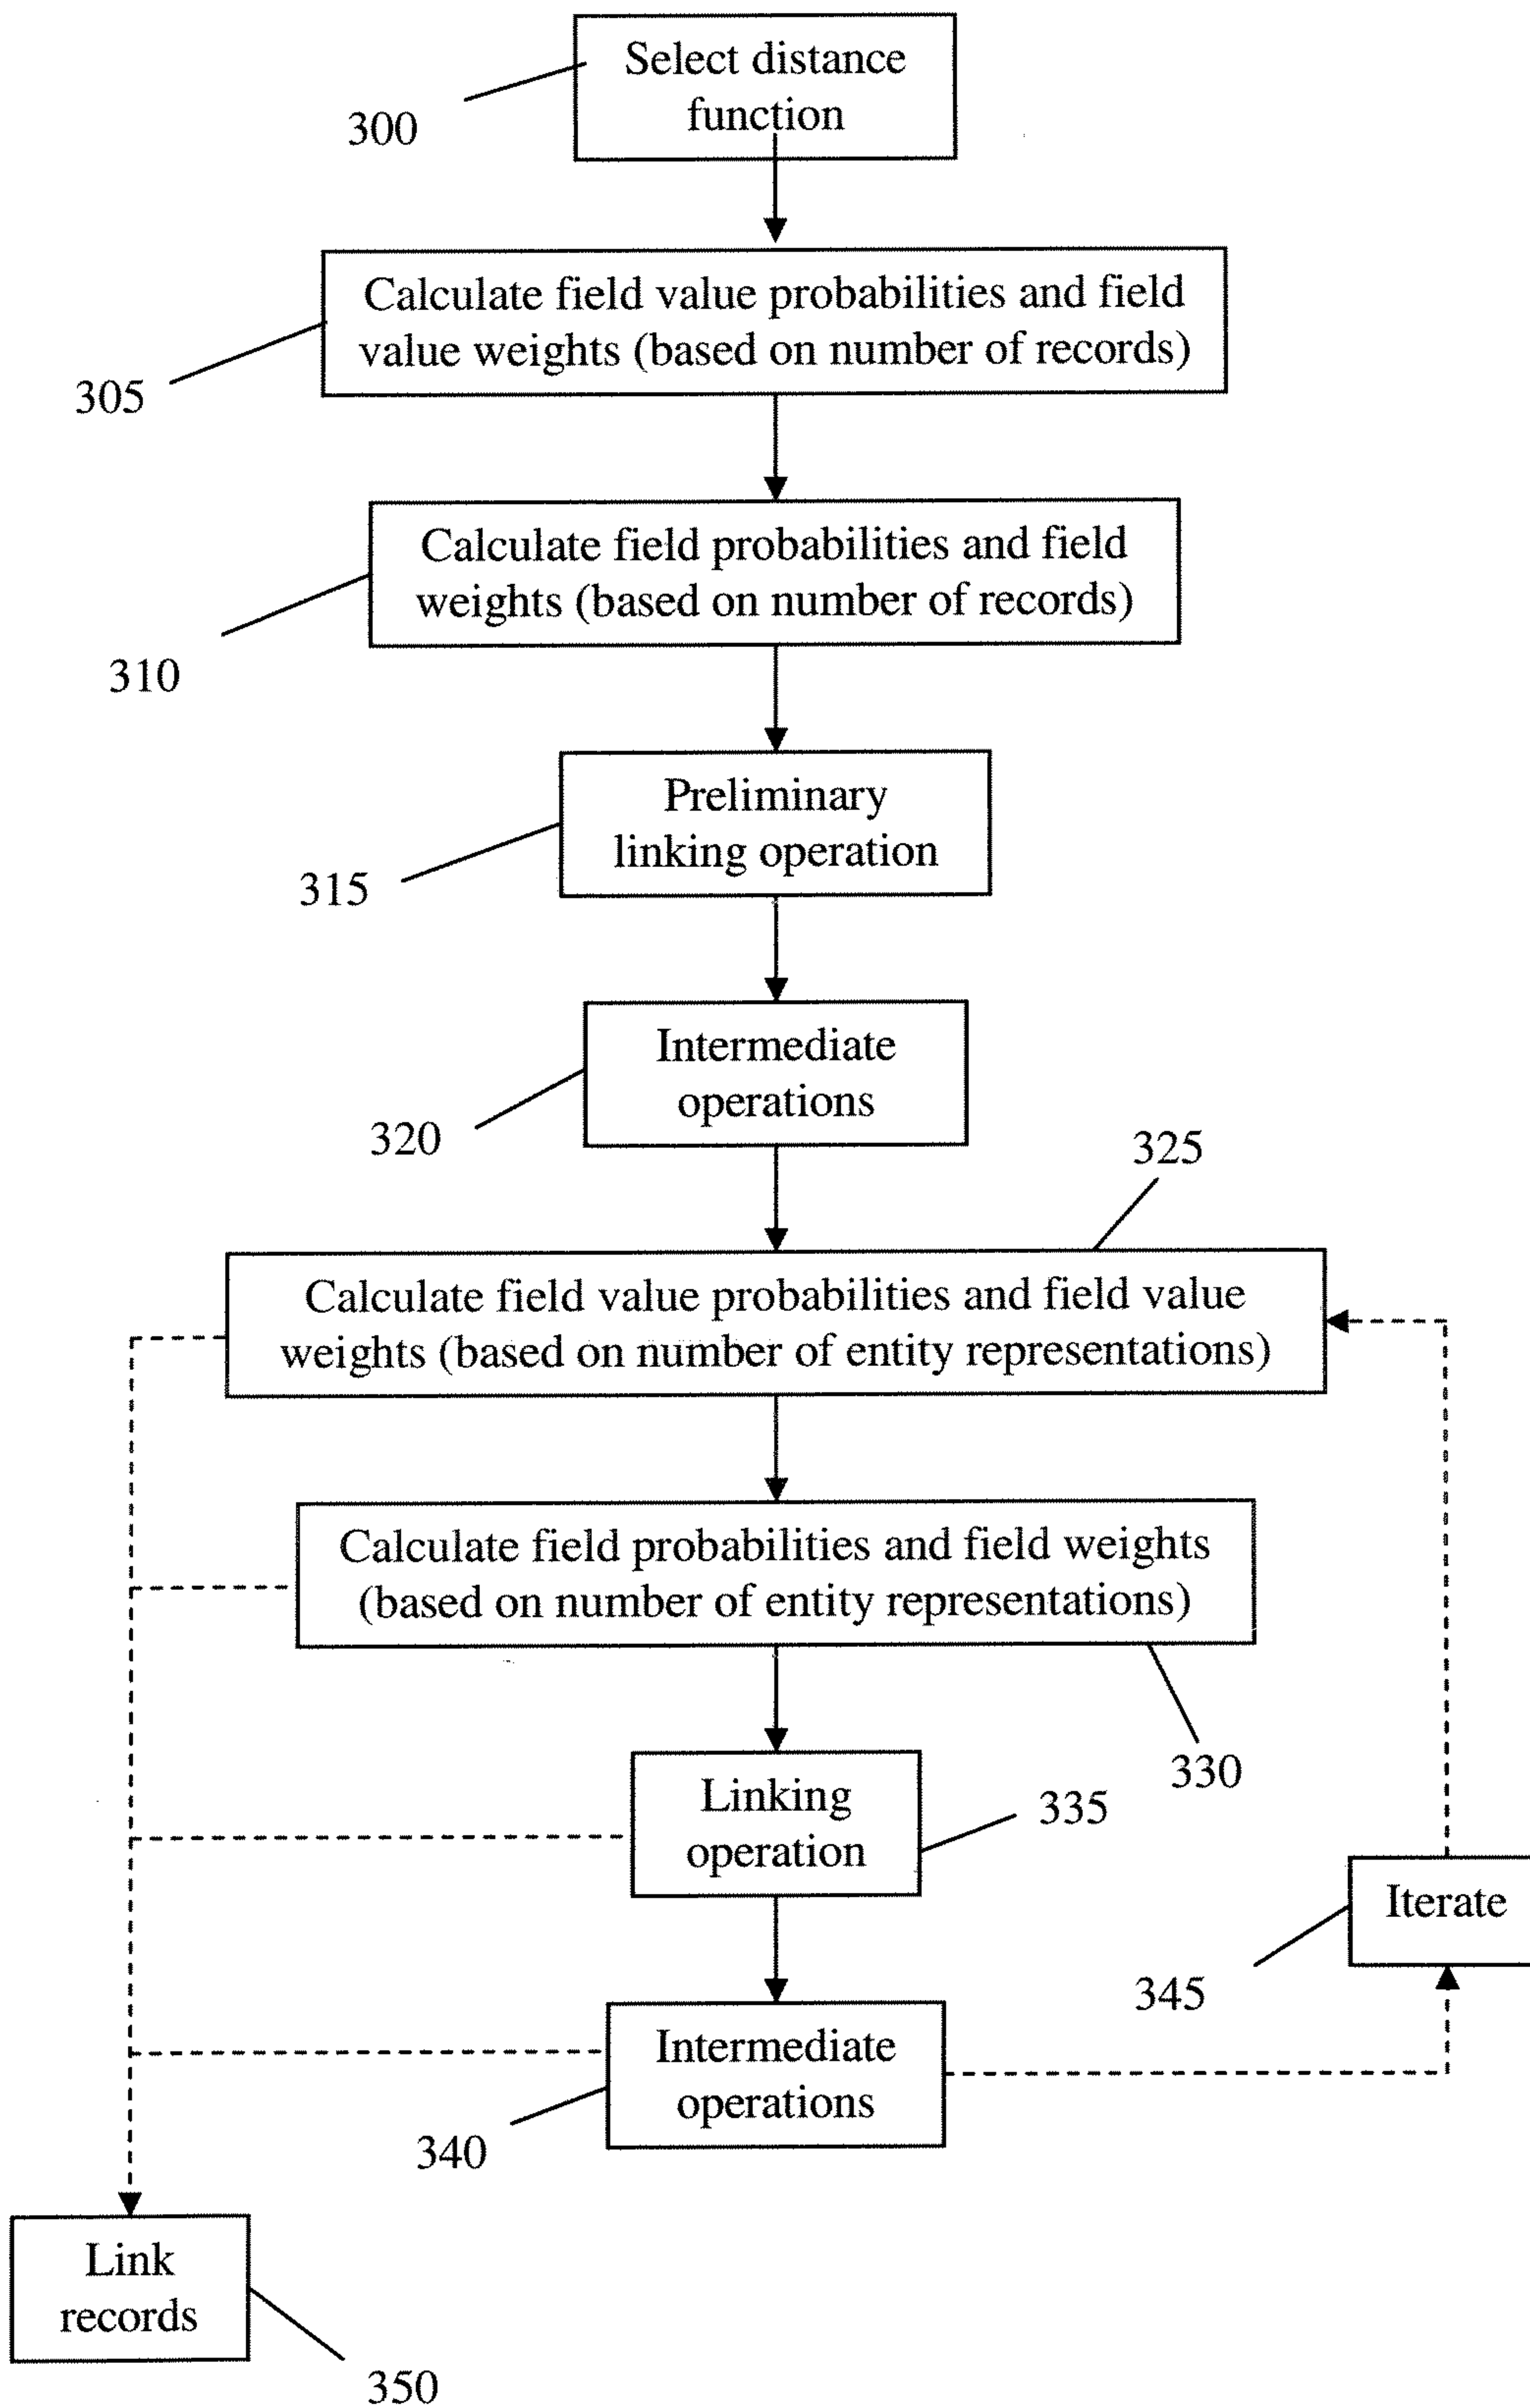 Select distance
function
300
Calculate field value probabilities and field
value weights (based on number of records)
305
Calculate field probabilities and field
weights (based on number of records)
310
Preliminary
linking operation
315
Intermediate
operations
320
325
Calculate field value probabilities and field value
weights (based on number of entity representations)
Calculate field probabilities and field weights
(based on number of entity representations)
330
Linking
operation
335
Iterate
345
Intermediate
operations
340
Link
records
350